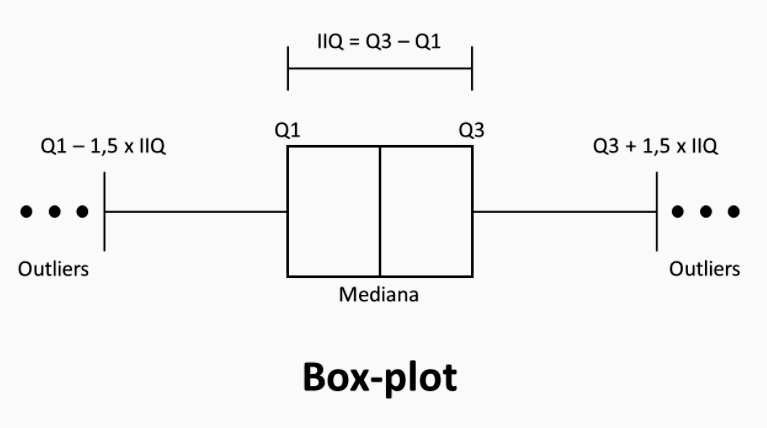 IIQ = Q3 – Q1
Q1
Q3
Q1 – 1,5 x IIQ
Q3 + 1,5 x IIQ
Outliers
Outliers
Mediana
Box-plot